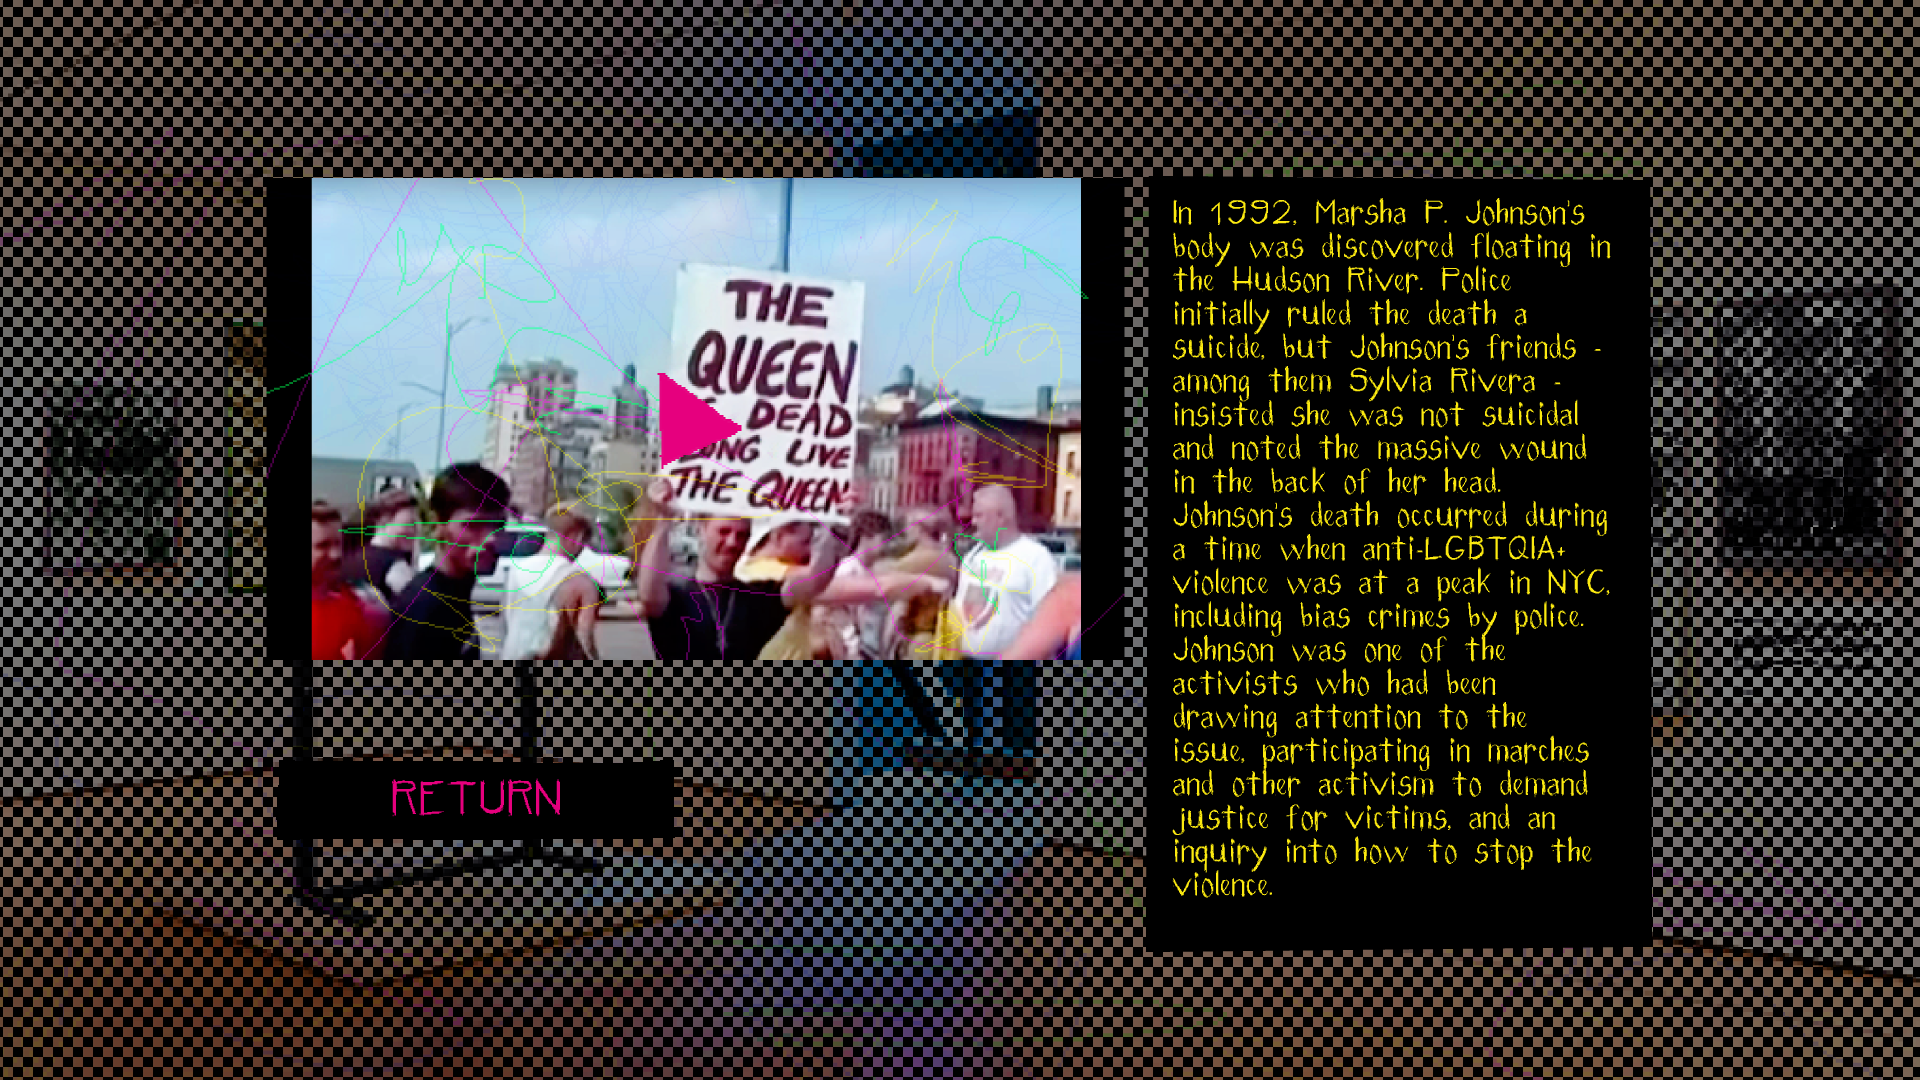 THE
QUEEN
DEAD
LONG LIVE
THE QUEEN
In 1992, Marsha P. Johnson's
body was discovered floating in
the Hudson River. Police
initially ruled the death a
suicide, but Johnson's friends -
among them Sylvia Rivera -
insisted she was not suicidal
and noted the massive wound
in the back of her head.
Johnson's death occurred during
a time when anti-LGBTQIA+
violence was at a peak in NYC,
including bias crimes by police.
Johnson was one of the
activists who had been
drawing attention to the
issue, participating in marches
and other activism to demand
justice for victims, and an
inquiry into how to stop the
violence.
RETURN